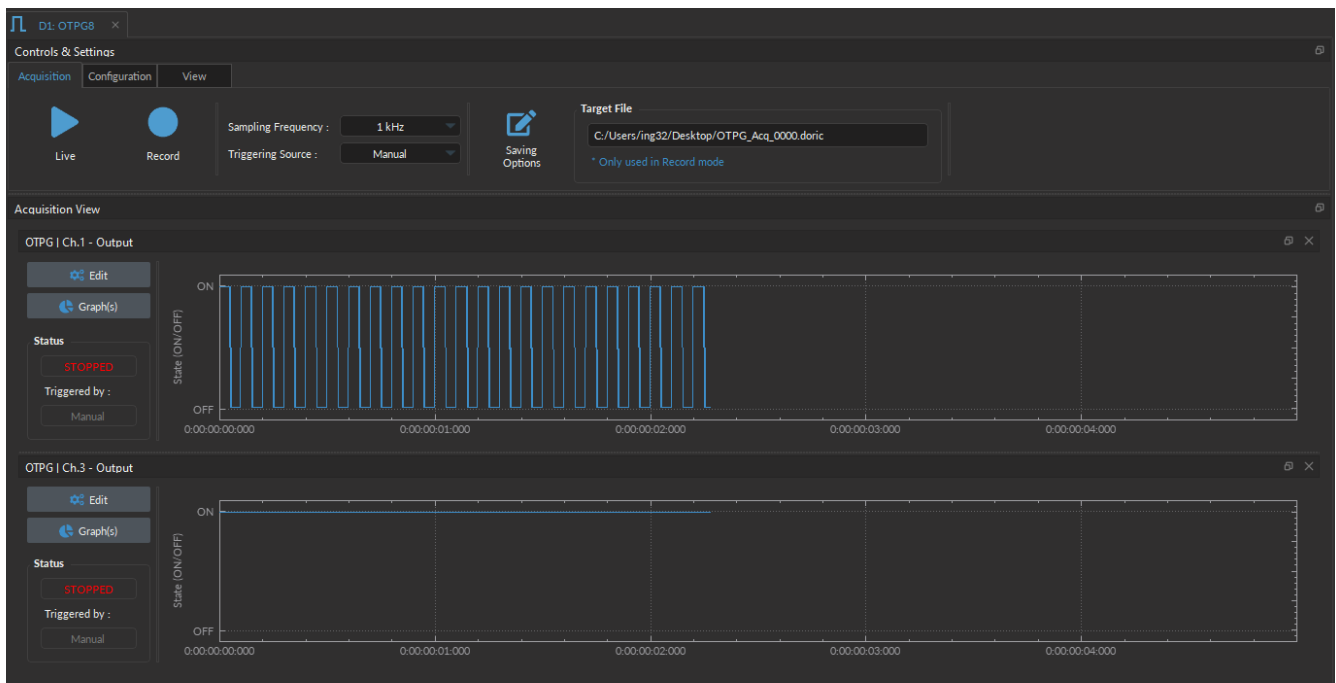 D1: OTPG8 ×
Controls & Settings
Acquisition Configuration View
Live
Record
Sampling Frequency : 1 kHz
Triggering Source : Manual
Saving
Options
Target File
C:/Users/ing32/Desktop/OTPG_Acq_0000.doric
* Only used in Record mode
Acquisition View
OTPG | Ch.1 - Output
Edit
Graph(s)
Status
STOPPED
Triggered by :
Manual
State (ON/OFF)
ON
OFF
0:00:00:00:000 0:00:00:01:000 0:00:00:02:000 0:00:00:03:000 0:00:00:04:000
OTPG | Ch.3 - Output
Edit
Graph(s)
Status
STOPPED
Triggered by :
Manual
State (ON/OFF)
ON
OFF
0:00:00:00:000 0:00:00:01:000 0:00:00:02:000 0:00:00:03:000 0:00:00:04:000